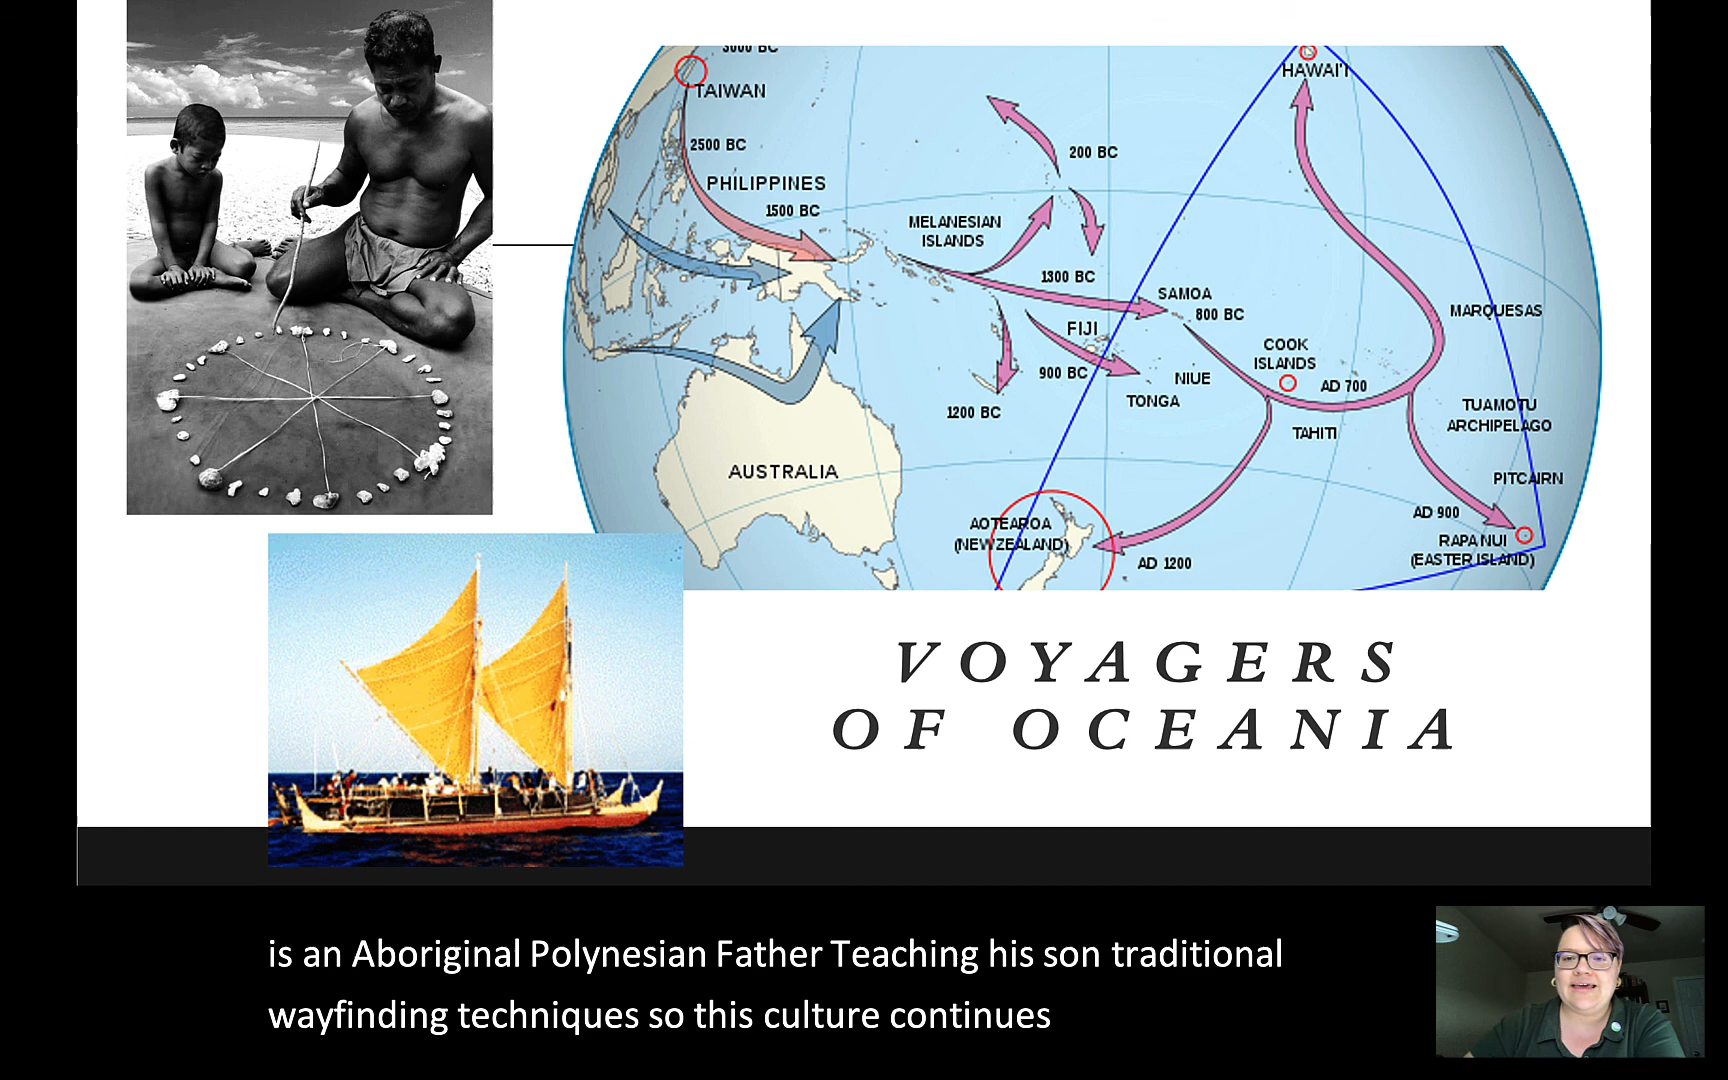 3000 BC
TAIWAN
HAWAI'I
2500 BC
200 BC
PHILIPPINES
1500 BC
MELANESIAN
ISLANDS
1300 BC
SAMOA
800 BC
MARQUESAS
FIJI
COOK
ISLANDS
900 BC
NIUE
AD 700
TONGA
1200 BC
TUAMOTU
ARCHIPELAGO
TAHITI
AUSTRALIA
PITCAIRN
AD 900
AOTEAROA
(NEW ZEALAND)
RAPA NUI
(EASTER ISLAND)
AD 1200
VOYAGERS
OF OCEANIA
is an Aboriginal Polynesian Father Teaching his son traditional
wayfinding techniques so this culture continues